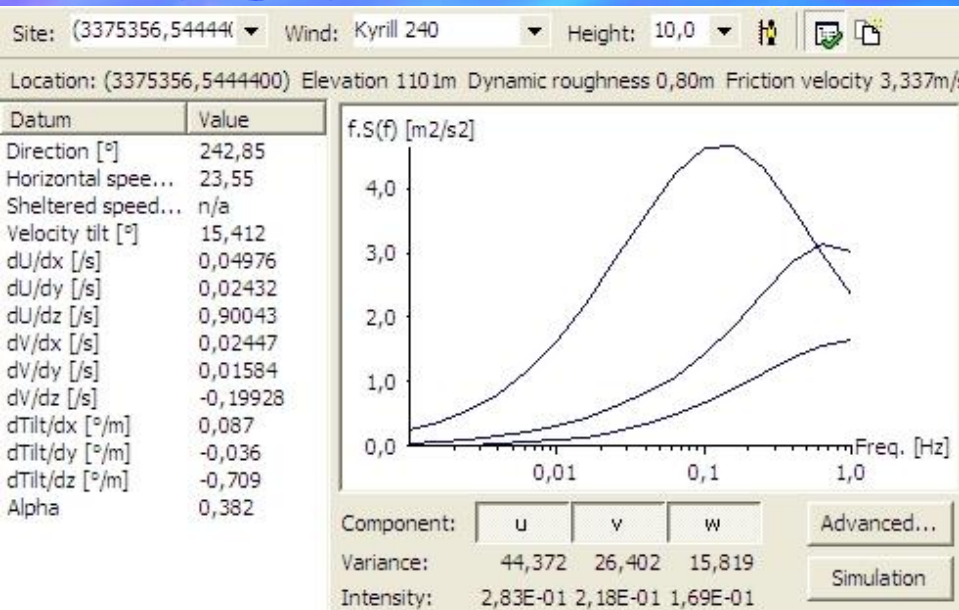 Site: (3375356,54444( Wind: Kyrill 240 Height: 10,0
Location: (3375356,5444400) Elevation 1101m Dynamic roughness 0,80m Friction velocity 3,337m/s
Datum Value
Direction [°] 242,85
Horizontal spee... 23,55
Sheltered speed... n/a
Velocity tilt [°] 15,412
dU/dx [/s] 0,04976
dU/dy [/s] 0,02432
dU/dz [/s] 0,90043
dV/dx [/s] 0,02447
dV/dy [/s] 0,01584
dV/dz [/s] -0,19928
dTilt/dx [°/m] 0,087
dTilt/dy [°/m] -0,036
dTilt/dz [°/m] -0,709
Alpha 0,382
f.S(f) [m2/s2]
4,0
3,0
2,0
1,0
0,0
Freq. [Hz]
0,01 0,1 1,0
Component: u v w Advanced...
Variance: 44,372 26,402 15,819
Simulation
Intensity: 2,83E-01 2,18E-01 1,69E-01